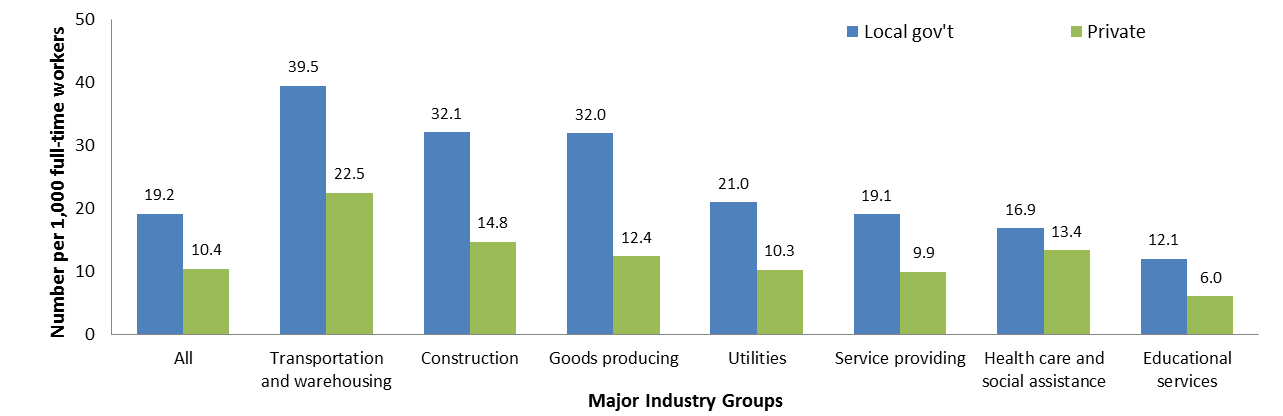 Number per 1,000 full-time workers
50
40
30
20
10
0
Local gov't
Private
19.2
10.4
39.5
22.5
32.1
14.8
32.0
12.4
21.0
10.3
19.1
9.9
16.9
13.4
12.1
6.0
All
Transportation
and warehousing
Construction
Goods producing
Utilities
Service providing
Health care and
social assistance
Educational
services
Major Industry Groups